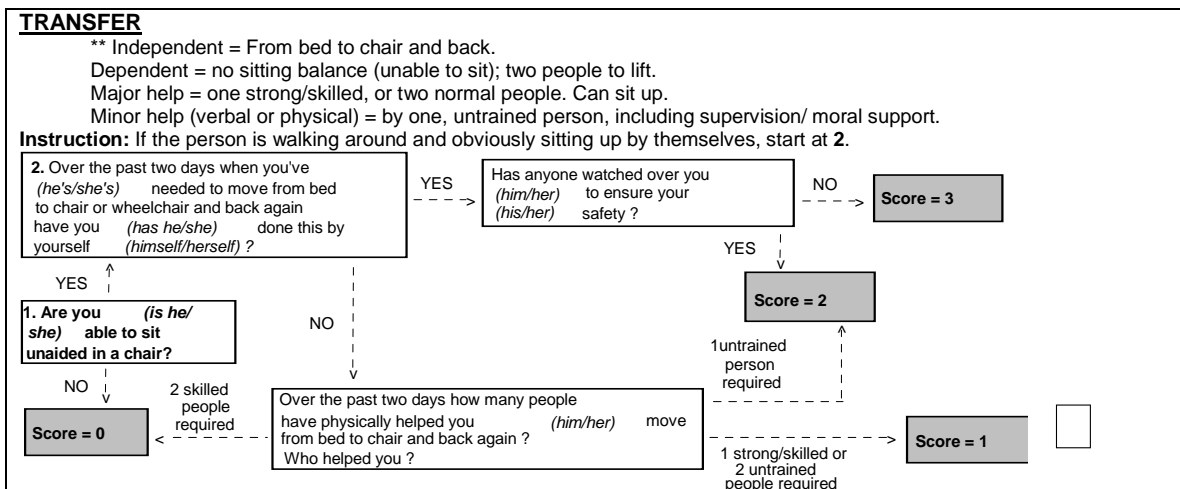 TRANSFER
** Independent = From bed to chair and back.
Dependent = no sitting balance (unable to sit); two people to lift.
Major help = one strong/skilled, or two normal people. Can sit up.
Minor help (verbal or physical) = by one, untrained person, including supervision/ moral support.
Instruction: If the person is walking around and obviously sitting up by themselves, start at 2.
2. Over the past two days when you've
(he's/she's) needed to move from bed
to chair or wheelchair and back again
have you (has he/she) done this by
yourself (himself/herself) ?
YES
Has anyone watched over you
(him/her) to ensure your
(his/her) safety ?
NO
Score = 3
YES
Score = 2
YES
1. Are you (is he/
she) able to sit
unaided in a chair?
NO
NO
Score = 0
2 skilled
people
required
Over the past two days how many people
have physically helped you (him/her) move
from bed to chair and back again ?
Who helped you ?
1untrained
person
required
1 strong/skilled or
2 untrained
people required
Score = 1